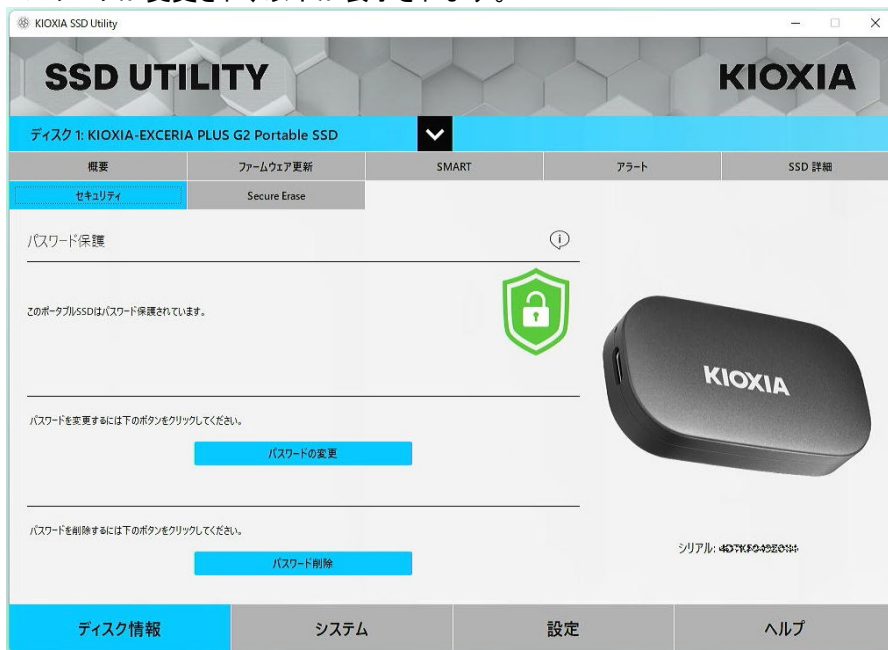 KIOXIA SSD Utility
SSD UTILITY
KIOXIA
ディスク 1: KIOXIA-EXCERIA PLUS G2 Portable SSD
概要 ファームウェア更新 SMART アラート SSD 詳細
セキュリティ Secure Erase
パスワード保護
このポータブルSSDはパスワード保護されています。
KIOXIA
パスワードを変更するには下のボタンをクリックしてください。
パスワードの変更
パスワードを削除するには下のボタンをクリックしてください。
シリアル:
パスワード削除
ディスク情報 システム 設定 ヘルプ